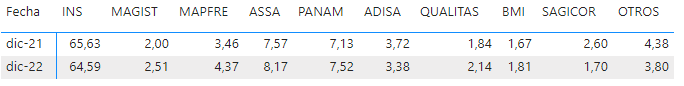 Fecha INS MAGIST MAPFRE ASSA PANAM ADISA QUALITAS BMI SAGICOR OTROS
dic-21 65,63 2,00 3,46 7,57 7,13 3,72 1,84 1,67 2,60 4,38
dic-22 64,59 2,51 4,37 8,17 7,52 3,38 2,14 1,81 1,70 3,80